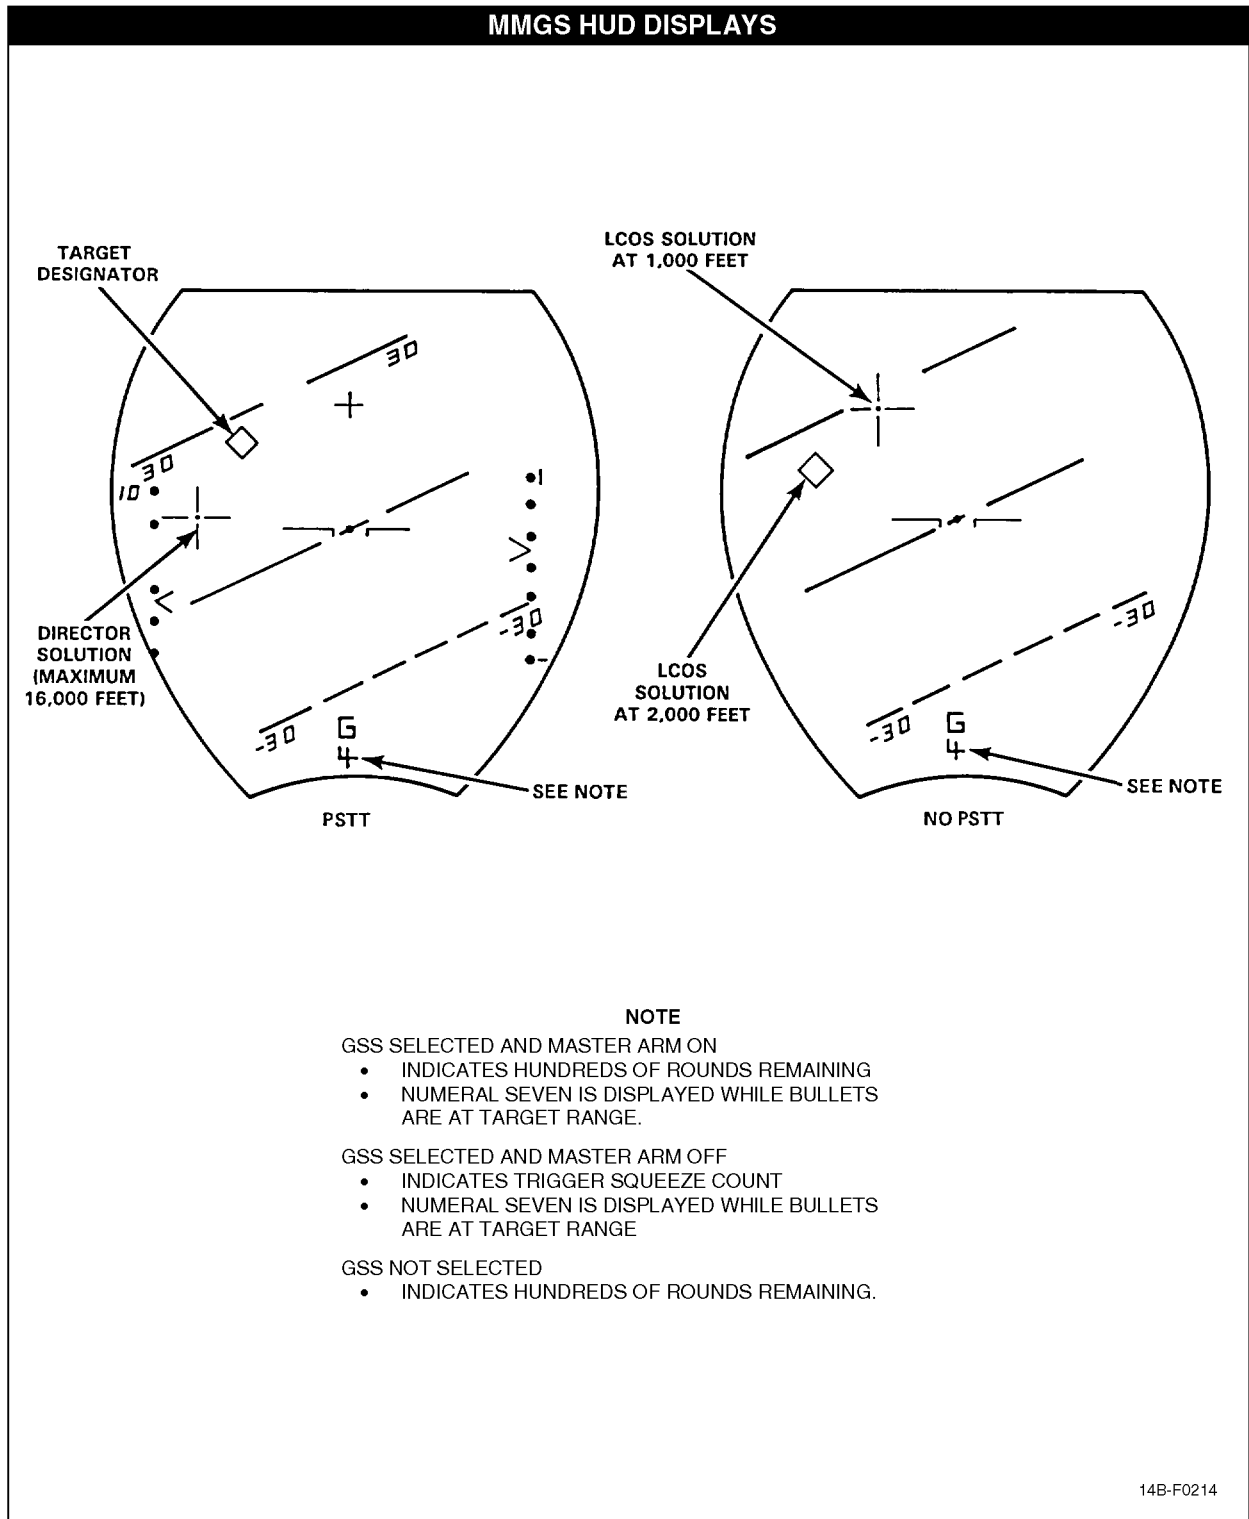 MMGS HUD DISPLAYS
TARGET
DESIGNATOR
30
30
10
1
DIRECTOR
SOLUTION
(MAXIMUM
16,000 FEET)
-30
-30
G
4
SEE NOTE
PSTT
LCOS SOLUTION
AT 1,000 FEET
LCOS
SOLUTION
AT 2,000 FEET
-30
-30
G
4
SEE NOTE
NO PSTT
NOTE
GSS SELECTED AND MASTER ARM ON
• INDICATES HUNDREDS OF ROUNDS REMAINING
• NUMERAL SEVEN IS DISPLAYED WHILE BULLETS
ARE AT TARGET RANGE.
GSS SELECTED AND MASTER ARM OFF
• INDICATES TRIGGER SQUEEZE COUNT
• NUMERAL SEVEN IS DISPLAYED WHILE BULLETS
ARE AT TARGET RANGE
GSS NOT SELECTED
• INDICATES HUNDREDS OF ROUNDS REMAINING.
14B-F0214